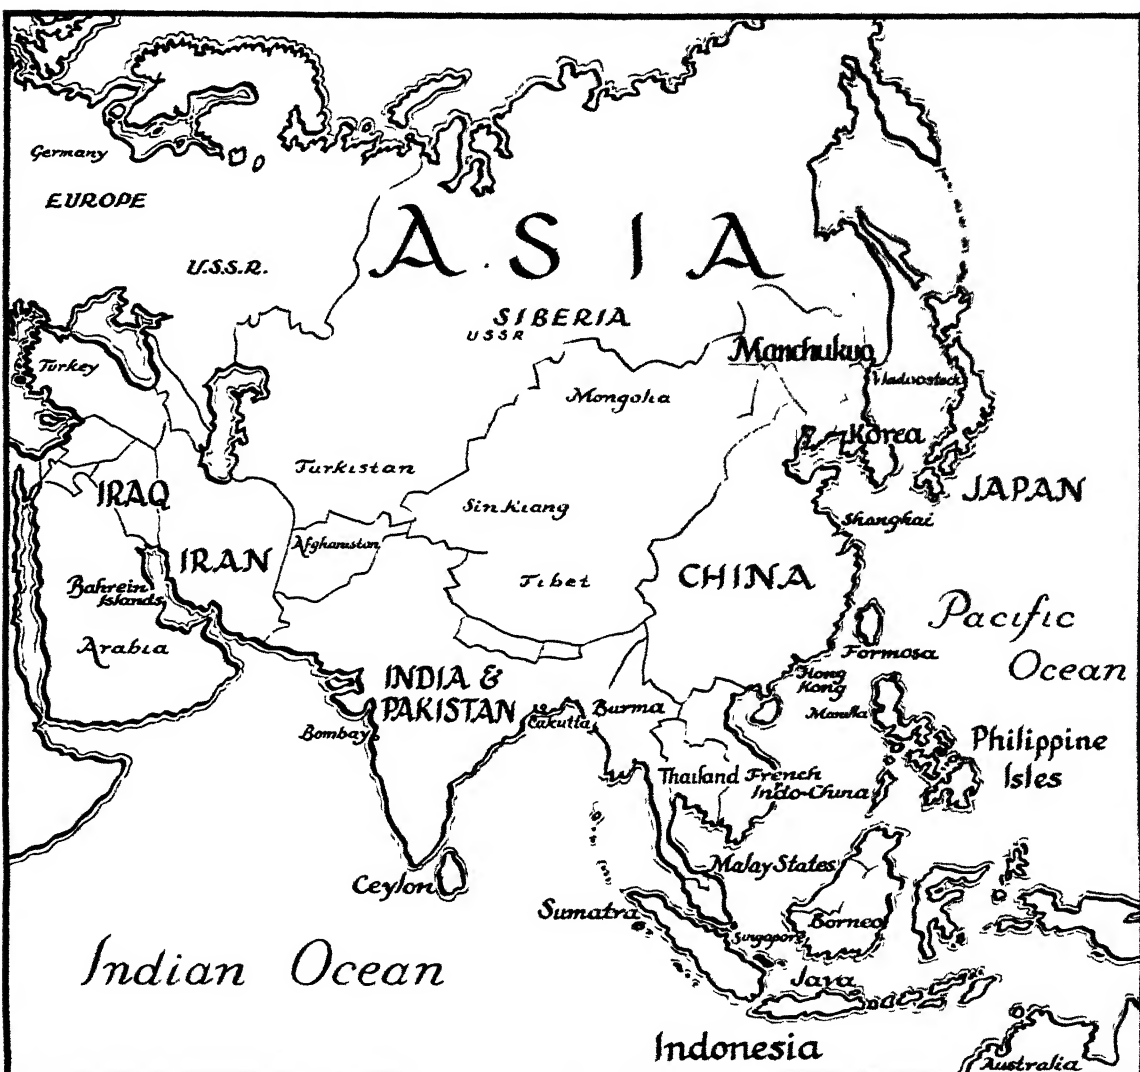 Germany
EUROPE
U.S.S.R.
ASIA
SIBERIA
USSR
Manchukuo
Turkey
Vladivostock
Mongolia
Korea
Turkistan
IRAQ
JAPAN
Sin Kiang
Shanghai
Afghanistan
IRAN
Tibet
CHINA
Bahrein
Islands
Pacific
Ocean
Arabia
Formosa
Hong
Kong
INDIA &
PAKISTAN
Burma
Manilla
Bombay
Calcutta
Philippine
Isles
Thailand
French
Indo-China
Malay States
Ceylon
Sumatra
Borneo
Singapore
Indian Ocean
Java
Indonesia
Australia